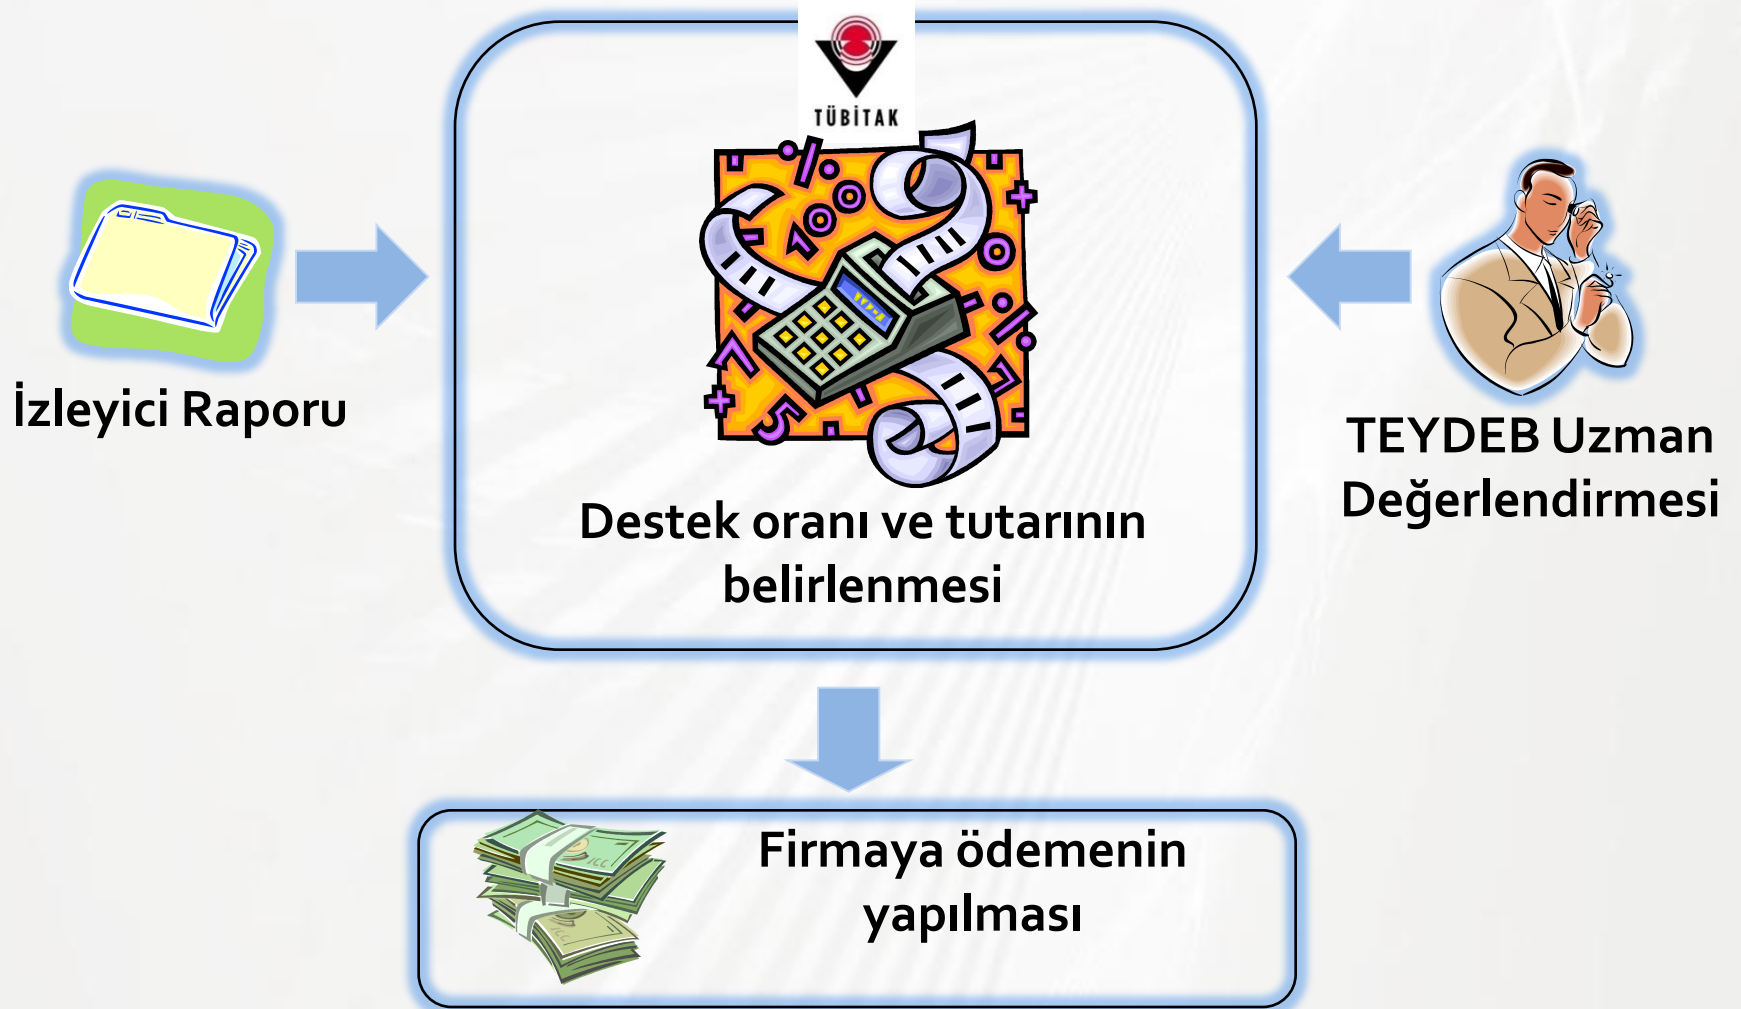 TÜBİTAK
İzleyici Raporu
Destek oranı ve tutarının
belirlenmesi
TEYDEB Uzman
Değerlendirmesi
Firmaya ödemenin
yapılması